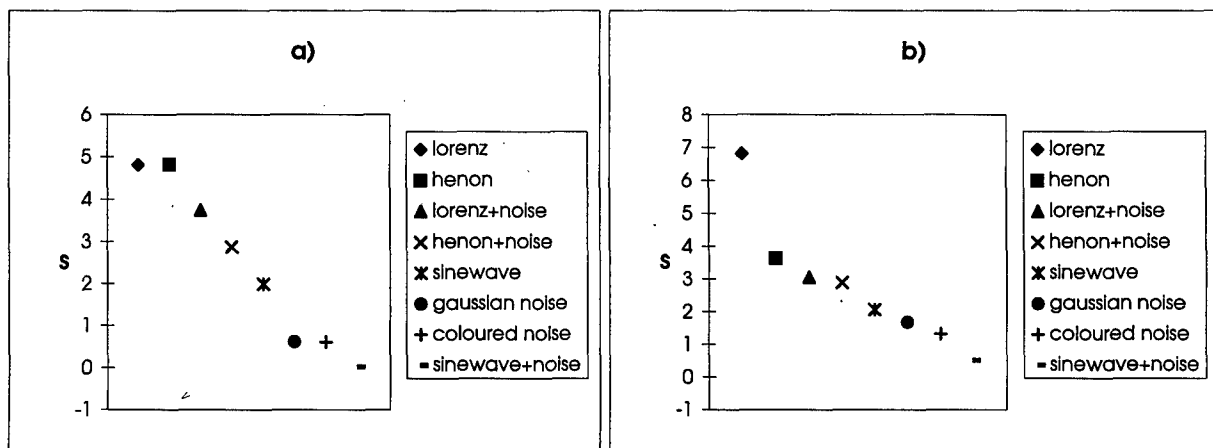 a)
6
5
4
3
2
1
0
-1
S
lorenz
henon
lorenz+noise
henon+noise
sinewave
gaussian noise
coloured noise
sinewave+noise
b)
8
7
6
5
4
3
2
1
0
-1
S
lorenz
henon
lorenz+noise
henon+noise
sinewave
gaussian noise
coloured noise
sinewave+noise